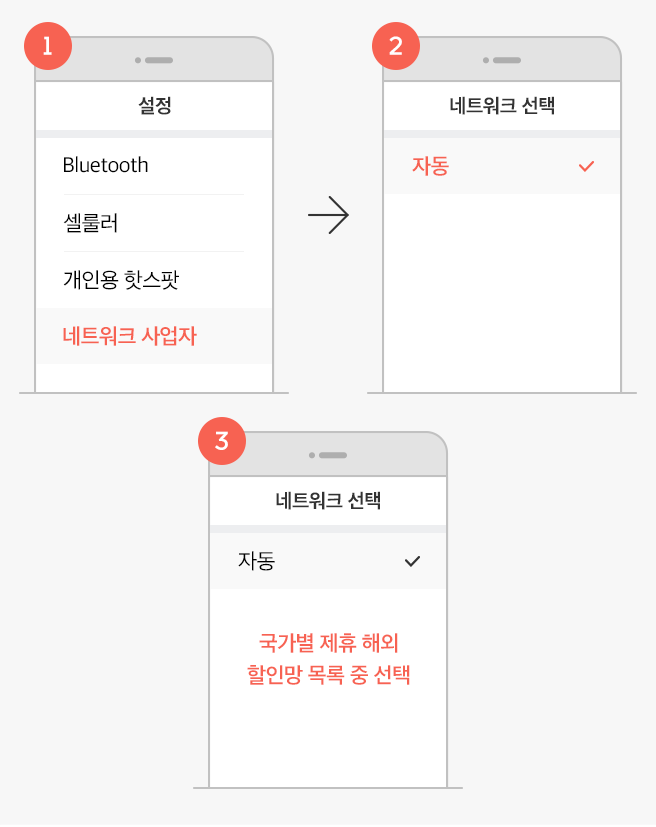 1
설정
Bluetooth
셀룰러
개인용 핫스팟
네트워크 사업자
2
네트워크 선택
자동
3
네트워크 선택
자동
국가별 제휴 해외
할인망 목록 중 선택